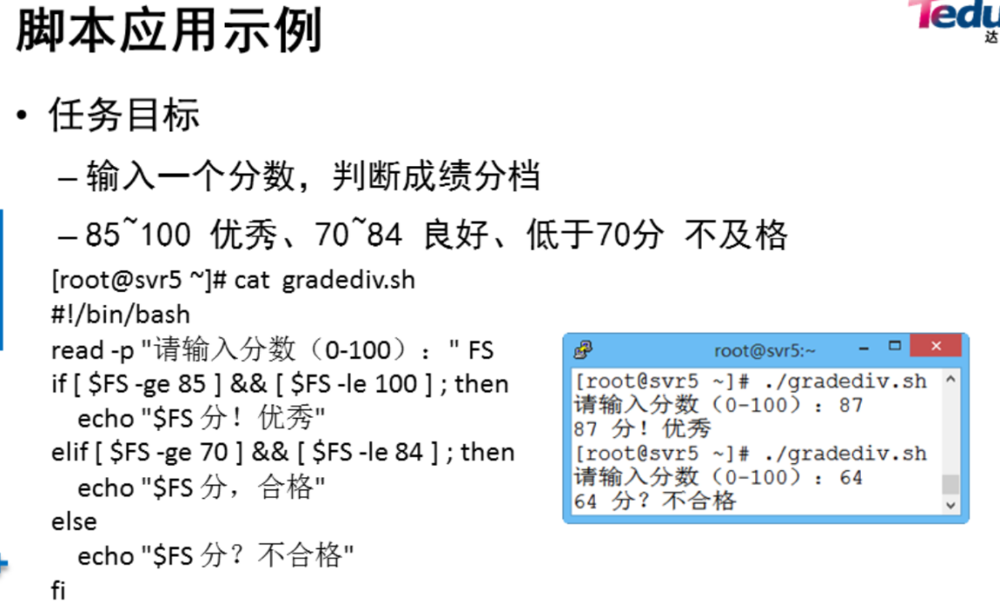 脚本应用示例
Tedu
达
• 任务目标
– 输入一个分数，判断成绩分档
– 85~100 优秀、70~84 良好、低于70分 不及格
[root@svr5 ~]# cat gradediv.sh
#!/bin/bash
read -p "请输入分数（0-100）：" FS
if [ $FS -ge 85 ] && [ $FS -le 100 ] ; then
echo "$FS 分！优秀"
elif [ $FS -ge 70 ] && [ $FS -le 84 ] ; then
echo "$FS 分，合格"
else
echo "$FS 分？不合格"
fi
root@svr5:~
[root@svr5 ~]# ./gradediv.sh
请输入分数（0-100）：87
87 分！优秀
[root@svr5 ~]# ./gradediv.sh
请输入分数（0-100）：64
64 分？不合格